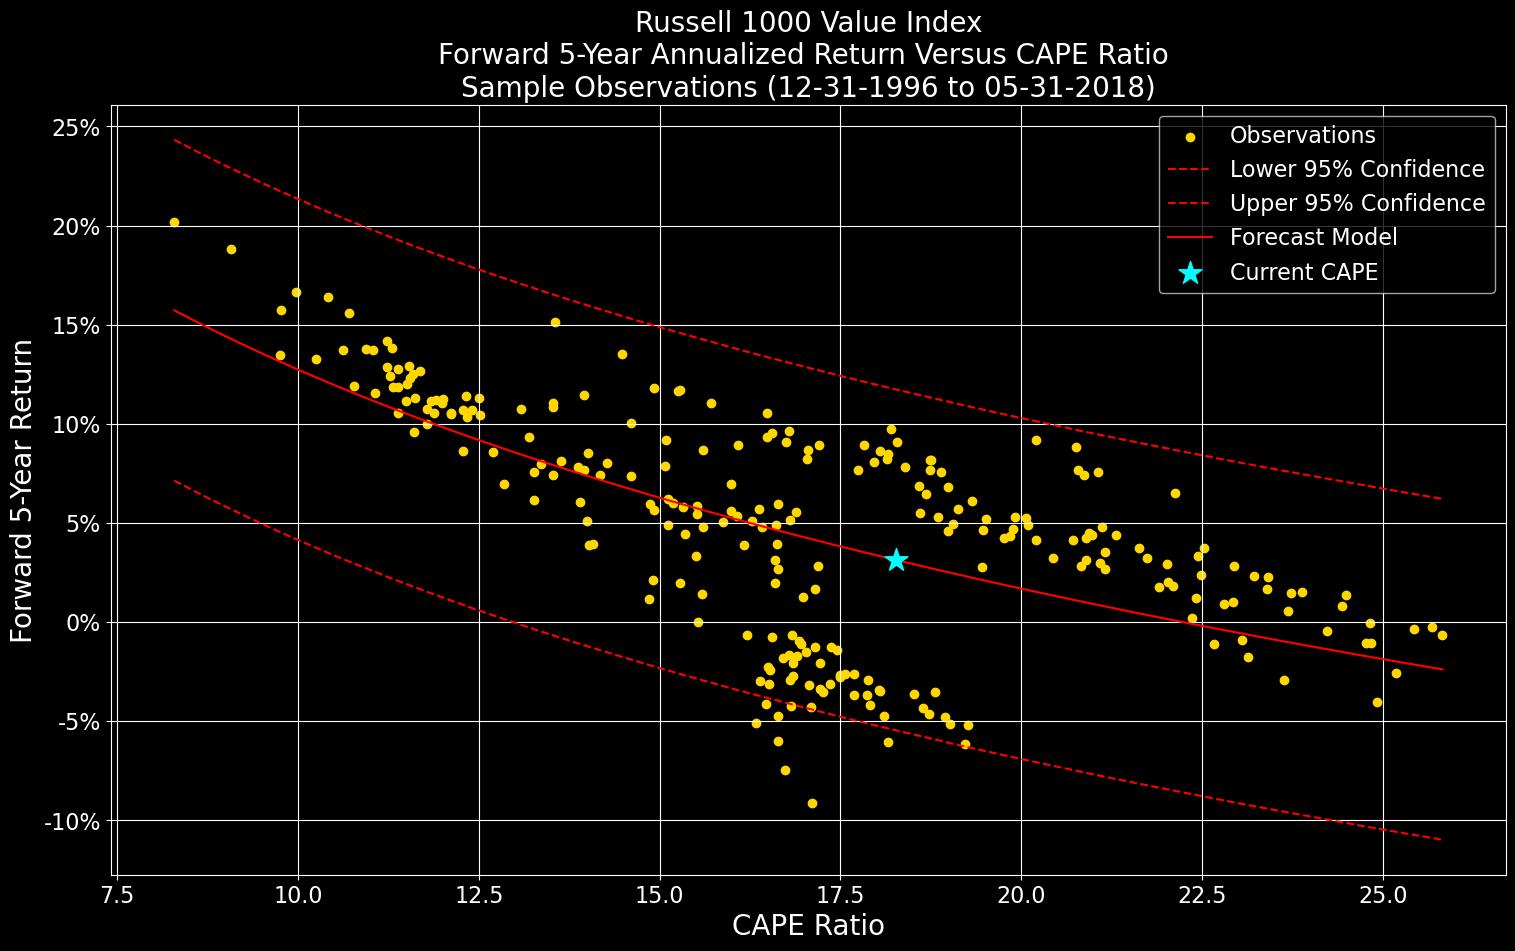 Russell 1000 Value Index
Forward 5-Year Annualized Return Versus CAPE Ratio
Sample Observations (12-31-1996 to 05-31-2018)
Observations
Lower 95% Confidence
Upper 95% Confidence
Forecast Model
Current CAPE
Forward 5-Year Return
25%
20%
15%
10%
5%
0%
-5%
-10%
7.5 10.0 12.5 15.0 17.5 20.0 22.5 25.0
CAPE Ratio